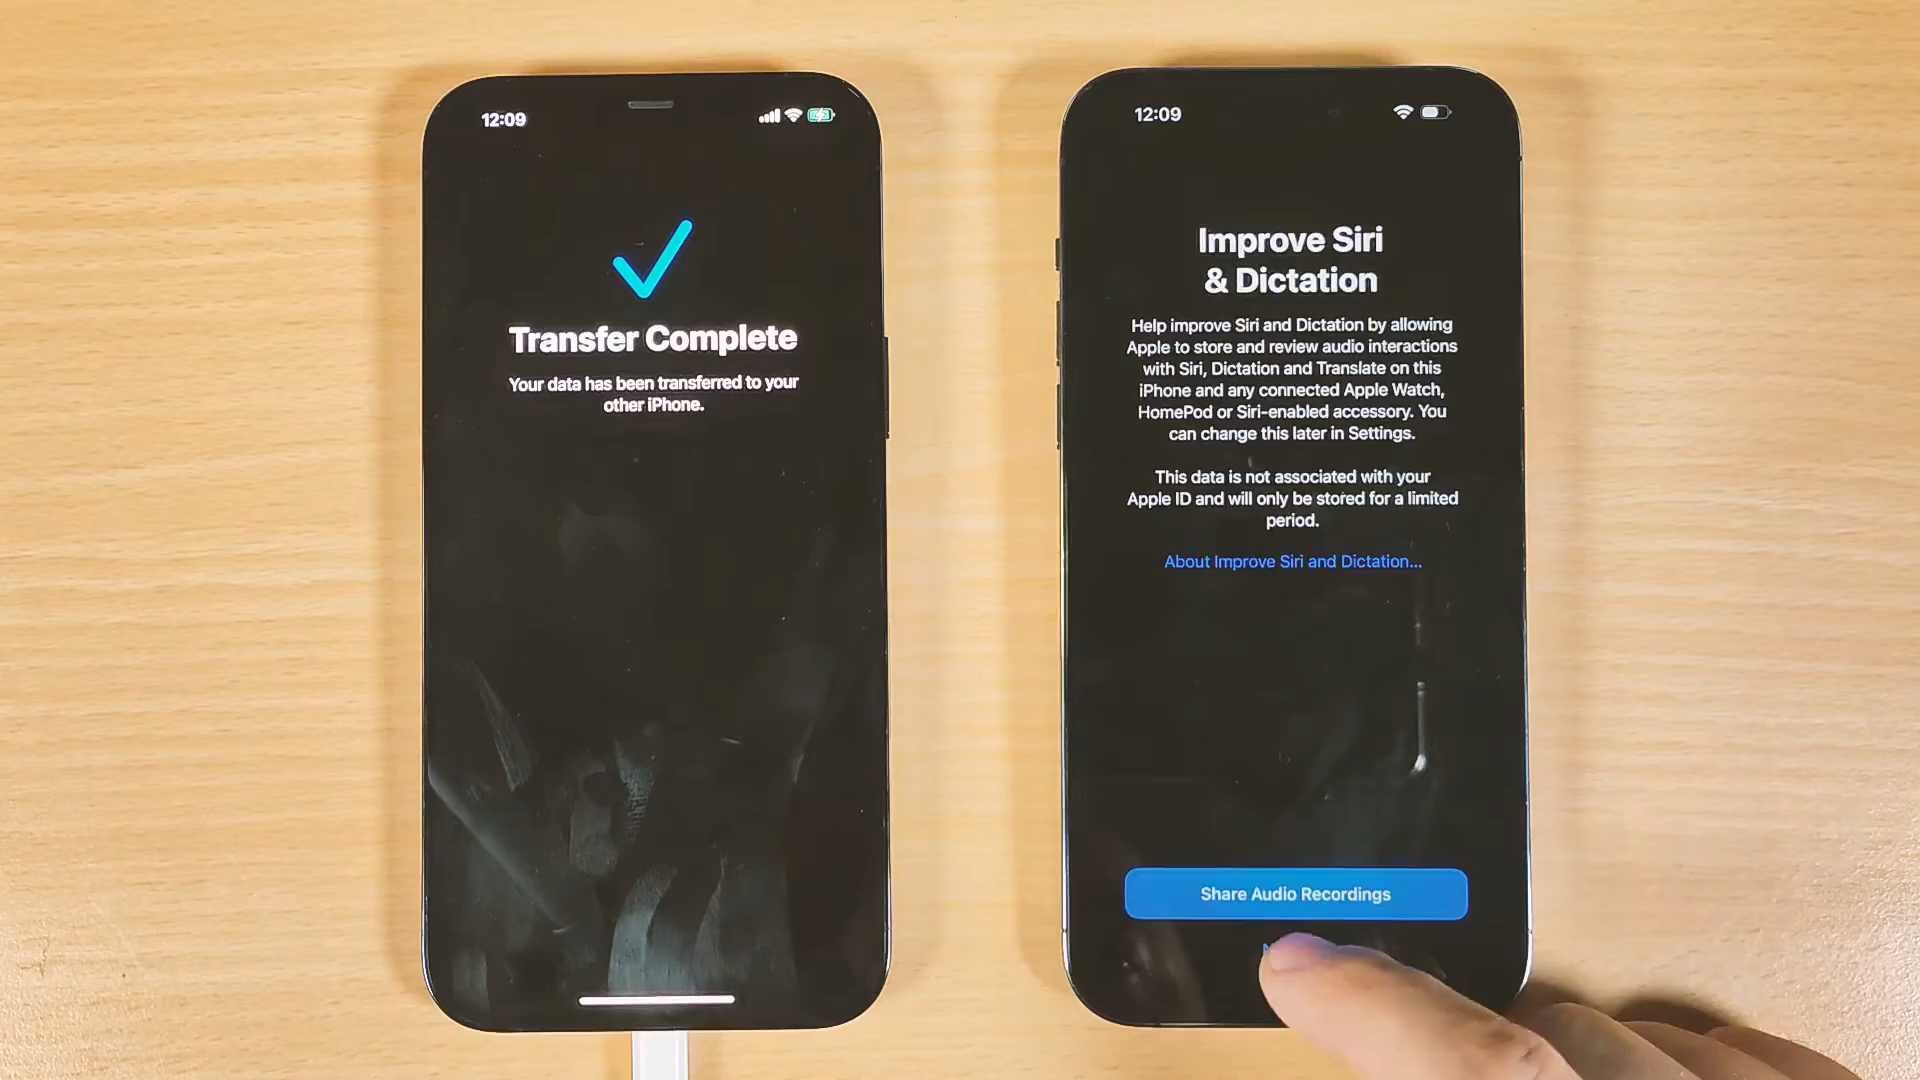 12:09
Transfer Complete
Your data has been transferred to your
other iPhone.
12:09
Improve Siri
& Dictation
Help improve Siri and Dictation by allowing
Apple to store and review audio interactions
with Siri, Dictation and Translate on this
iPhone and any connected Apple Watch,
HomePod or Siri-enabled accessory. You
can change this later in Settings.
This data is not associated with your
Apple ID and will only be stored for a limited
period.
About Improve Siri and Dictation...
Share Audio Recordings